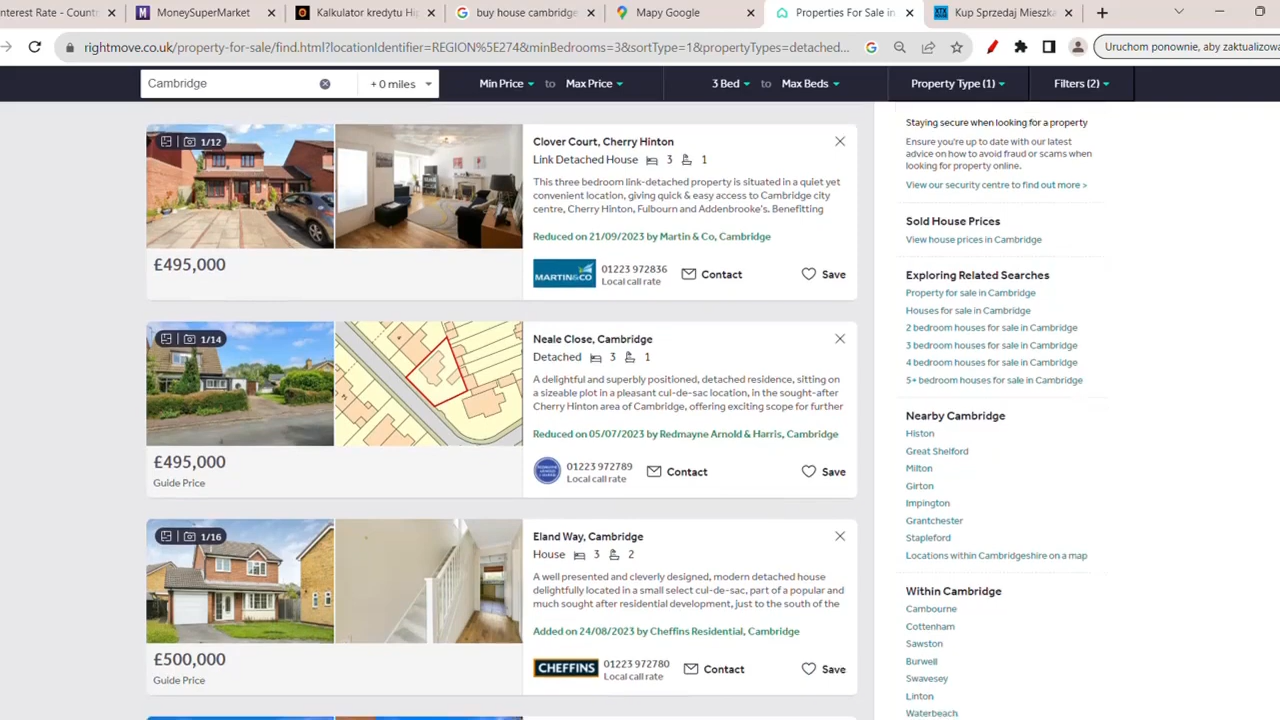 nterest Rate - Count
MoneySuperMarket
Kalkulator kredytu Hi
buy house cambridge
Mapy Google
Properties For Sale in
Kup Sprzedaj Mieszk
rightmove.co.uk/property-for-sale/find.html?locationIdentifier=REGION%5E274&minBedrooms=3&sortType=1&propertyTypes=detached...
Uruchom ponownie, aby zaktualizowa
Cambridge
+ 0 miles
Min Price to Max Price
3 Bed to Max Beds
Property Type (1)
Filters (2)
1/12
£495,000
Clover Court, Cherry Hinton
Link Detached House 3 1
This three bedroom link-detached property is situated in a quiet yet
convenient location, giving quick & easy access to Cambridge city
centre, Cherry Hinton, Fulbourn and Addenbrooke's. Benefitting
Reduced on 21/09/2023 by Martin & Co, Cambridge
MARTIN&CO
01223 972836
Local call rate
Contact
Save
1/14
£495,000
Guide Price
Neale Close, Cambridge
Detached 3 1
A delightful and superbly positioned, detached residence, sitting on
a sizeable plot in a pleasant cul-de-sac location, in the sought-after
Cherry Hinton area of Cambridge, offering exciting scope for further
Reduced on 05/07/2023 by Redmayne Arnold & Harris, Cambridge
01223 972789
Local call rate
Contact
Save
1/16
£500,000
Guide Price
Eland Way, Cambridge
House 3 2
A well presented and cleverly designed, modern detached house
delightfully located in a small select cul-de-sac, part of a popular and
much sought after residential development, just to the south of the
Added on 24/08/2023 by Cheffins Residential, Cambridge
CHEFFINS
01223 972780
Local call rate
Contact
Save
Staying secure when looking for a property
Ensure you're up to date with our latest
advice on how to avoid fraud or scams when
looking for property online.
View our security centre to find out more >
Sold House Prices
View house prices in Cambridge
Exploring Related Searches
Property for sale in Cambridge
Houses for sale in Cambridge
2 bedroom houses for sale in Cambridge
3 bedroom houses for sale in Cambridge
4 bedroom houses for sale in Cambridge
5+ bedroom houses for sale in Cambridge
Nearby Cambridge
Histon
Great Shelford
Milton
Girton
Impington
Grantchester
Stapleford
Locations within Cambridgeshire on a map
Within Cambridge
Cambourne
Cottenham
Sawston
Burwell
Swavesey
Linton
Waterbeach